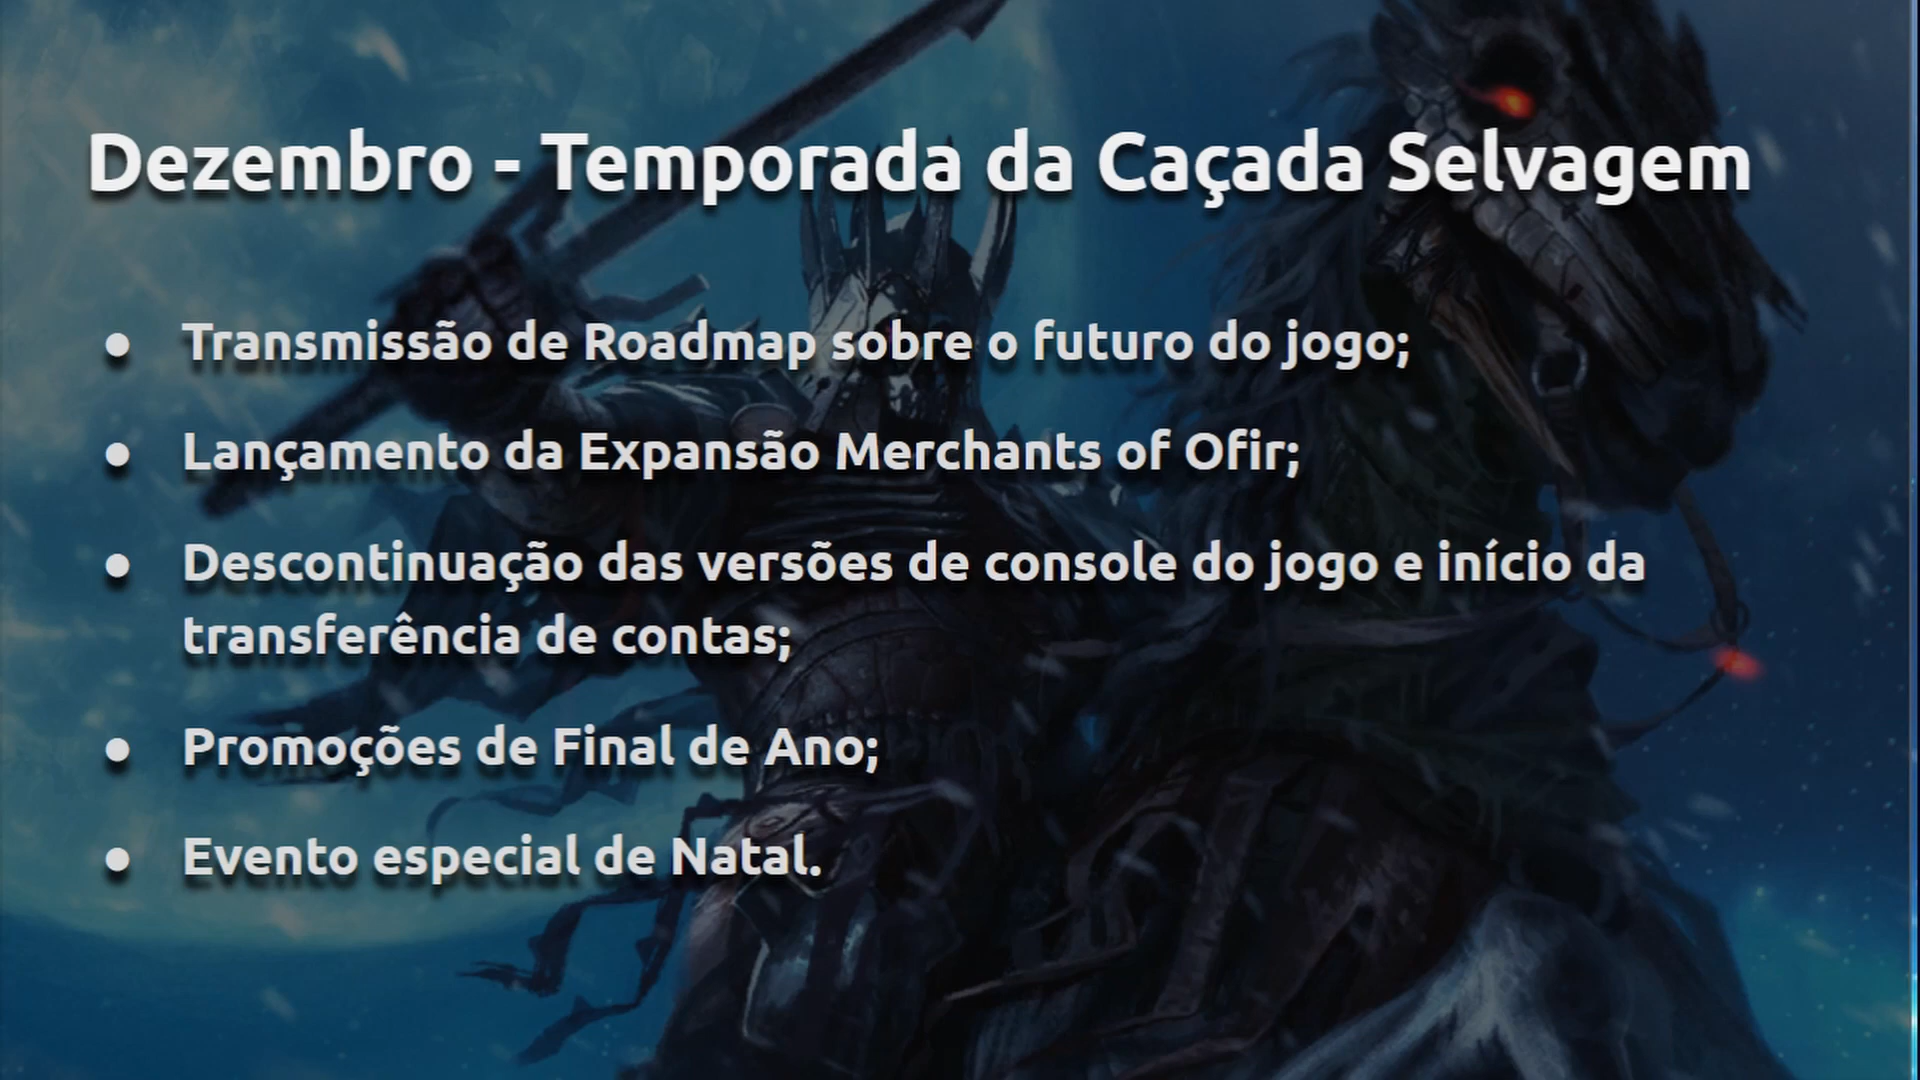 Dezembro - Temporada da Caçada Selvagem
● Transmissão de Roadmap sobre o futuro do jogo;
● Lançamento da Expansão Merchants of Ofir;
● Descontinuação das versões de console do jogo e início da
transferência de contas;
● Promoções de Final de Ano;
● Evento especial de Natal.